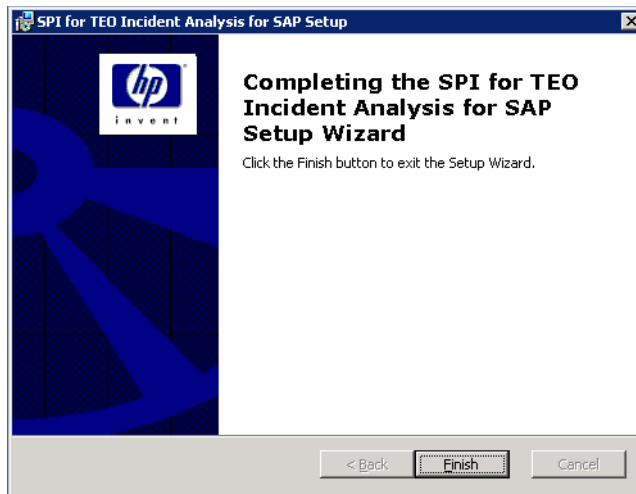 SPI for TEO Incident Analysis for SAP Setup
hp
invent
Completing the SPI for TEO
Incident Analysis for SAP
Setup Wizard
Click the Finish button to exit the Setup Wizard.
< Back
Finish
Cancel